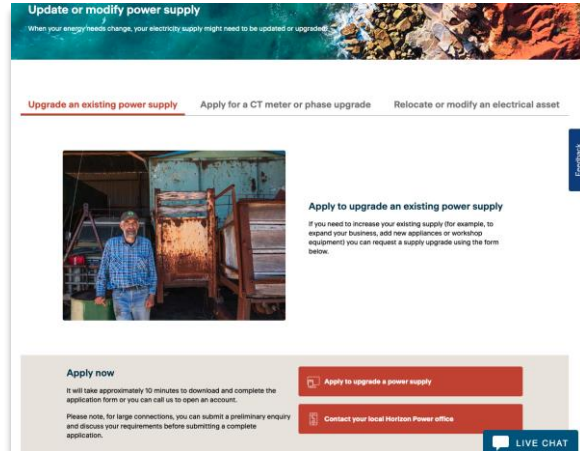 Update or modify power supply
When your energy needs change, your electricity supply might need to be updated or upgraded.
Upgrade an existing power supply
Apply for a CT meter or phase upgrade
Relocate or modify an electrical asset
Feedback
Apply to upgrade an existing power supply
If you need to increase your existing supply (for example, to
expand your business, add new appliances or workshop
equipment) you can request a supply upgrade using the form
below.
Apply now
It will take approximately 10 minutes to download and complete the
application form or you can call us to open an account.
Please note, for large connections, you can submit a preliminary enquiry
and discuss your requirements before submitting a complete
application.
Apply to upgrade a power supply
Contact your local Horizon Power office
LIVE CHAT